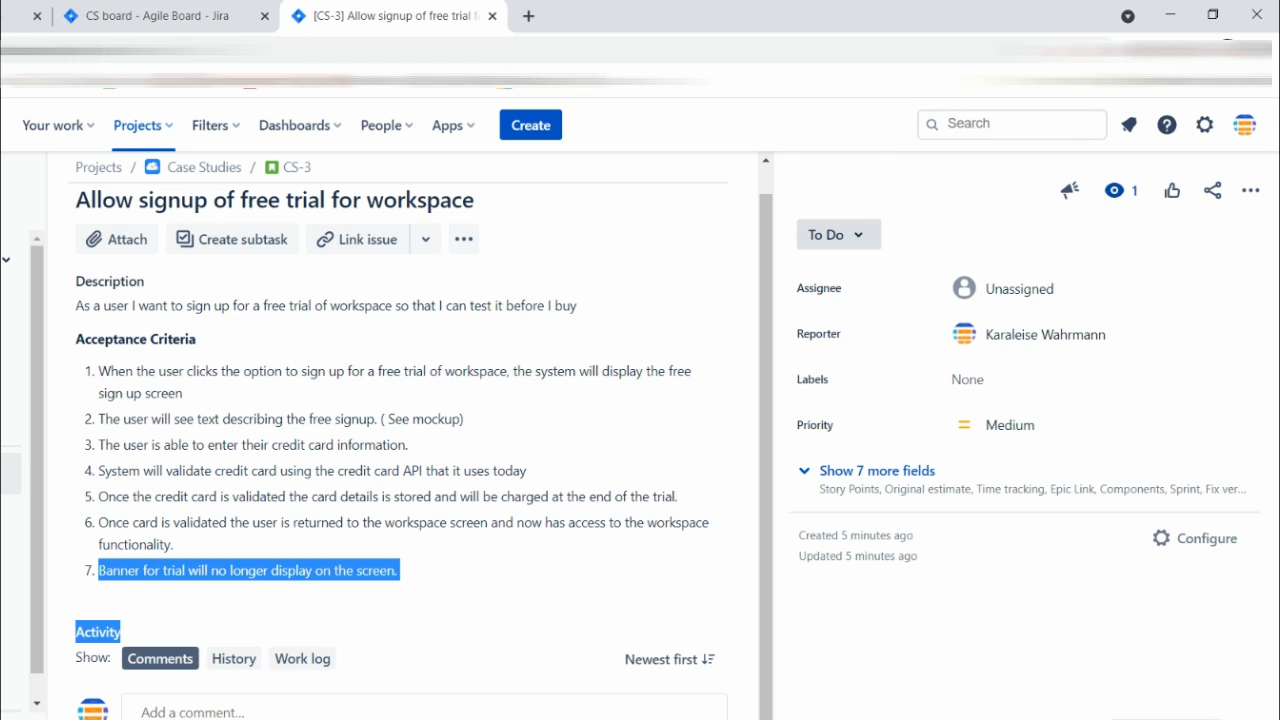 CS board - Agile Board - Jira
[CS-3] Allow signup of free trial f
Your work
Projects
Filters
Dashboards
People
Apps
Create
Search
Projects / Case Studies / CS-3
Allow signup of free trial for workspace
Attach
Create subtask
Link issue
Description
As a user I want to sign up for a free trial of workspace so that I can test it before I buy
Acceptance Criteria
1. When the user clicks the option to sign up for a free trial of workspace, the system will display the free
sign up screen
2. The user will see text describing the free signup. ( See mockup)
3. The user is able to enter their credit card information.
4. System will validate credit card using the credit card API that it uses today
5. Once the credit card is validated the card details is stored and will be charged at the end of the trial.
6. Once card is validated the user is returned to the workspace screen and now has access to the workspace
functionality.
7. Banner for trial will no longer display on the screen.
Activity
Show:
Comments
History
Work log
Newest first
Add a comment...
1
To Do
Assignee
Unassigned
Reporter
Karaleise Wahrmann
Labels
None
Priority
Medium
Show 7 more fields
Story Points, Original estimate, Time tracking, Epic Link, Components, Sprint, Fix ver...
Created 5 minutes ago
Updated 5 minutes ago
Configure